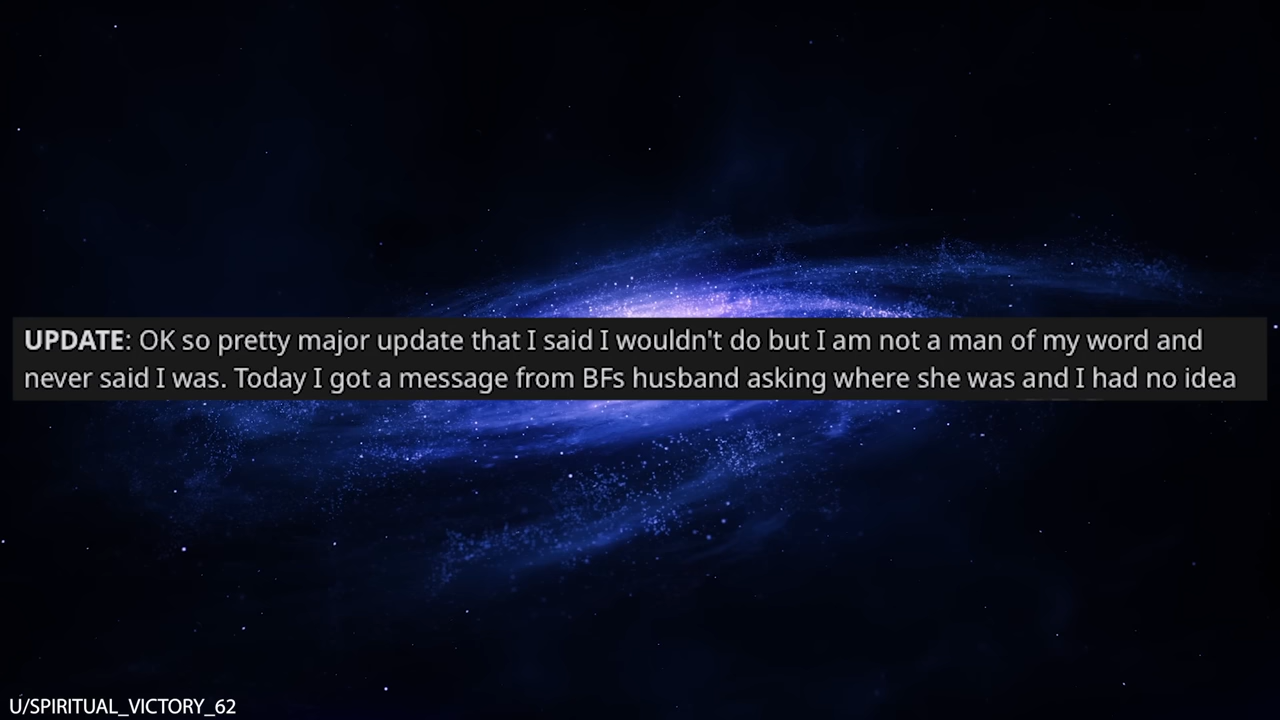 UPDATE: OK so pretty major update that I said I wouldn't do but I am not a man of my word and
never said I was. Today I got a message from BFs husband asking where she was and I had no idea
U/SPIRITUAL_VICTORY_62